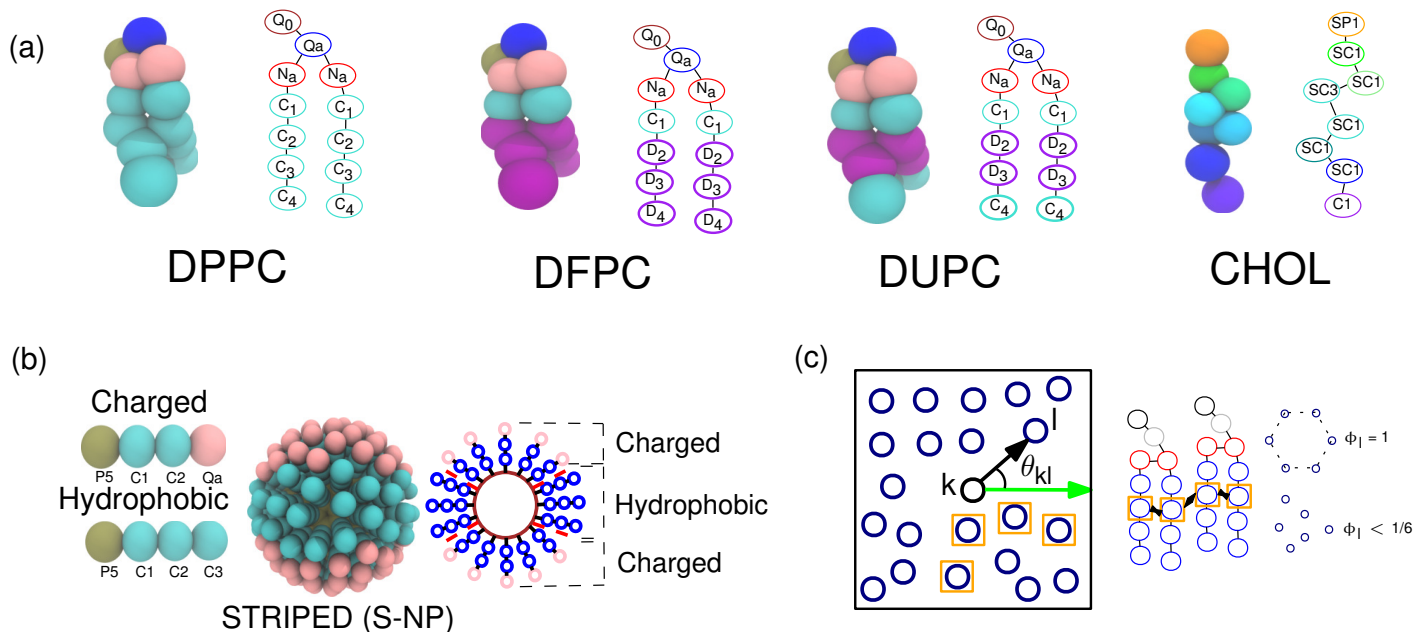 (a)
Q0
Qa
Na Na
C1 C1
C2 C2
C3 C3
C4 C4
DPPC
Q0
Qa
Na Na
C1 C1
D2 D2
D3 D3
D4 D4
DFPC
Q0
Qa
Na Na
C1 C1
D2 D2
D3 D3
C4 C4
DUPC
SP1
SC1
SC3 SC1
SC1
SC1
SC1
C1
CHOL
(b)
Charged
P5 C1 C2 Qa
Hydrophobic
P5 C1 C2 C3
STRIPED (S-NP)
Charged
Hydrophobic
Charged
(c)
l
k θkl
ϕl = 1
ϕl < 1/6